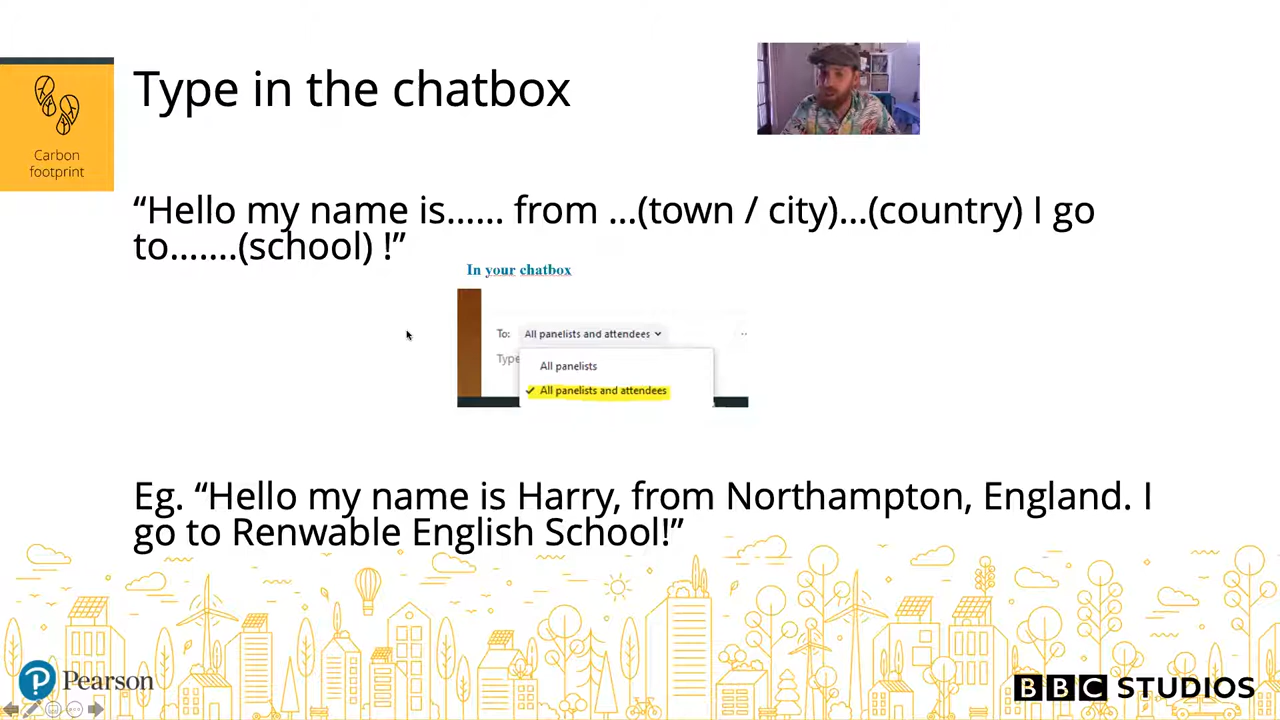 Type in the chatbox
Carbon
footprint
“Hello my name is...... from ...(town / city)...(country) I go
to.......(school) !”
In your chatbox
To: All panelists and attendees
Type
All panelists
All panelists and attendees
Eg. “Hello my name is Harry, from Northampton, England. I
go to Renwable English School!”
Pearson
BBC STUDIOS